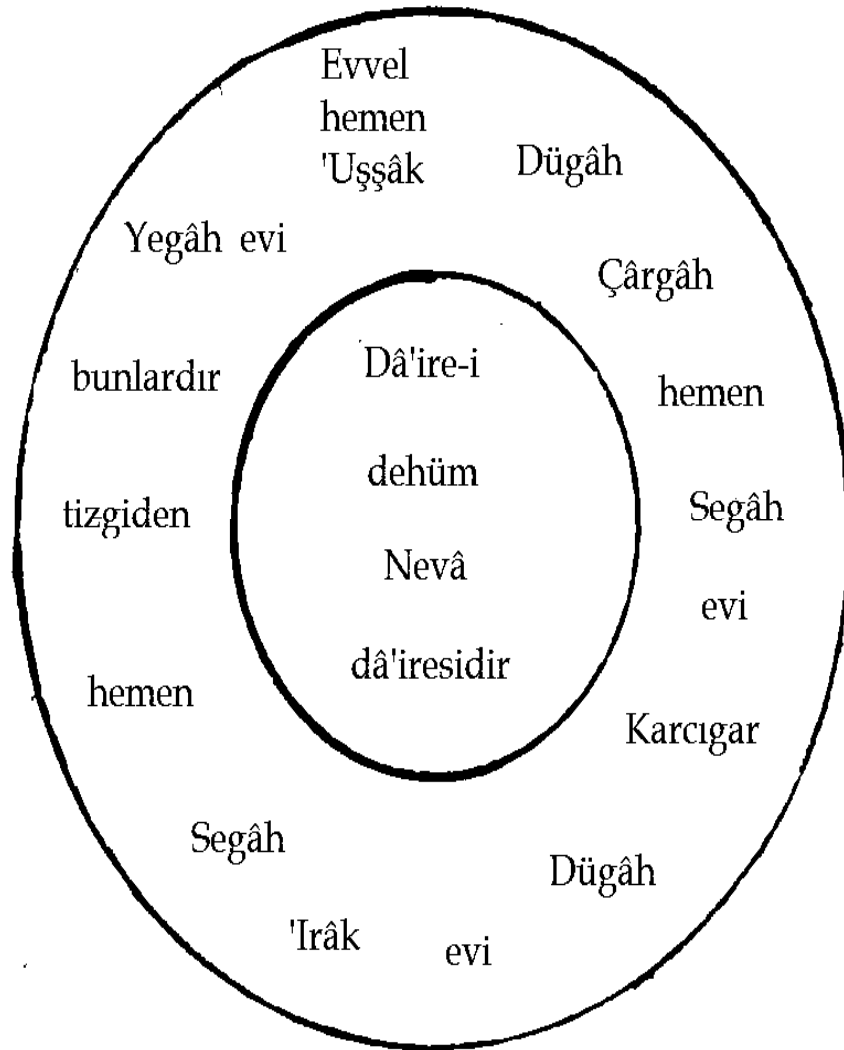 Evvel
hemen
'Uşşâk
Dügâh
Çârgâh
hemen
Segâh
evi
Karcıgar
Dügâh
evi
'Irâk
Segâh
hemen
tizgiden
bunlardır
Yegâh evi
Dâ'ire-i
dehüm
Nevâ
dâ'iresidir